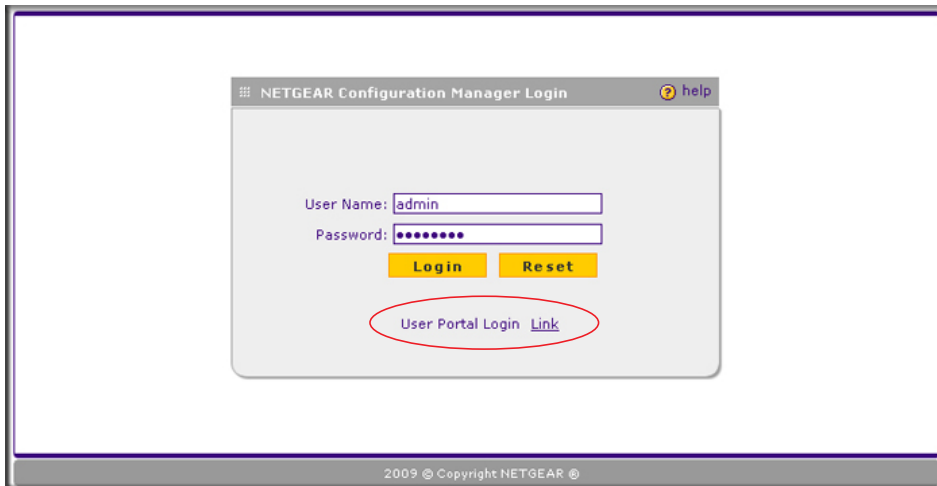 NETGEAR Configuration Manager Login ? help
User Name: admin
Password: ●●●●●●●●
Login Reset
User Portal Login Link
2009 © Copyright NETGEAR ®